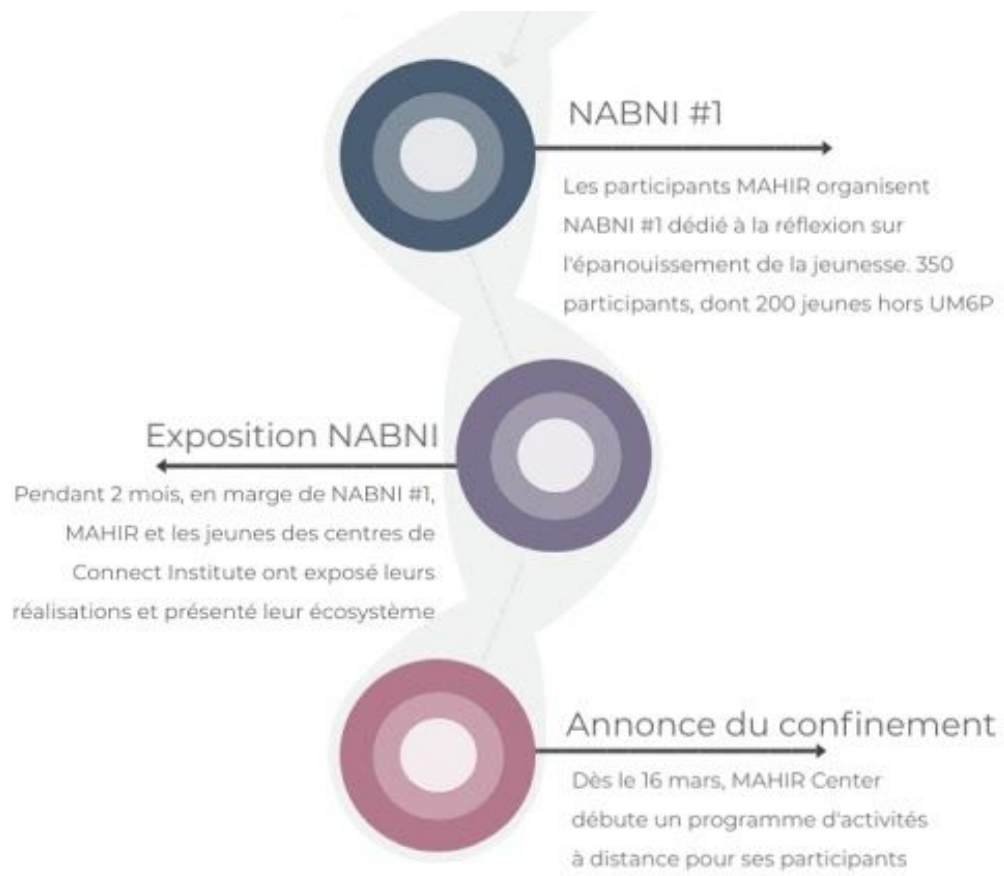 NABNI #1
Les participants MAHIR organisent
NABNI #1 dédié à la réflexion sur
l'épanouissement de la jeunesse. 350
participants, dont 200 jeunes hors UM6P
Exposition NABNI
Pendant 2 mois, en marge de NABNI #1,
MAHIR et les jeunes des centres de
Connect Institute ont exposé leurs
réalisations et présenté leur écosystème
Annonce du confinement
Dès le 16 mars, MAHIR Center
débute un programme d'activités
à distance pour ses participants